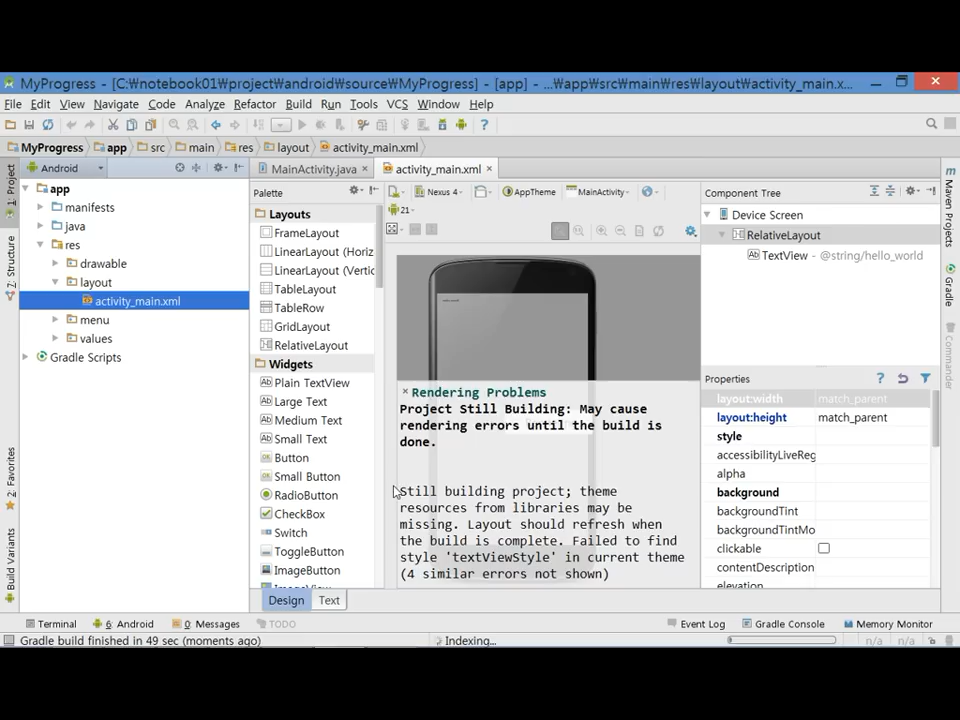 MyProgress - [C:₩notebook01₩project₩android₩source₩MyProgress] - [app] - ...₩app₩src₩main₩res₩layout₩activity_main.x...
File Edit View Navigate Code Analyze Refactor Build Run Tools VCS Window Help
MyProgress app src main res layout activity_main.xml
Android
MainActivity.java × activity_main.xml ×
1: Project
7: Structure
2: Favorites
Build Variants
app
manifests
java
res
drawable
layout
activity_main.xml
menu
values
Gradle Scripts
Palette
Layouts
FrameLayout
LinearLayout (Horiz
LinearLayout (Vertic
TableLayout
TableRow
GridLayout
RelativeLayout
Widgets
Plain TextView
Large Text
Medium Text
Small Text
Button
Small Button
RadioButton
CheckBox
Switch
ToggleButton
ImageButton
Design Text
Nexus 4 AppTheme MainActivity
21
Rendering Problems
Project Still Building: May cause
rendering errors until the build is
done.
Still building project; theme
resources from libraries may be
missing. Layout should refresh when
the build is complete. Failed to find
style 'textViewStyle' in current theme
(4 similar errors not shown)
Component Tree
Device Screen
RelativeLayout
TextView - @string/hello_world
Properties
layout:width match_parent
layout:height match_parent
style
accessibilityLiveReg
alpha
background
backgroundTint
backgroundTintMo
clickable
contentDescription
elevation
Maven Projects
Gradle
Commander
Terminal 6: Android 0: Messages TODO Event Log Gradle Console Memory Monitor
Gradle build finished in 49 sec (moments ago) Indexing... n/a n/a